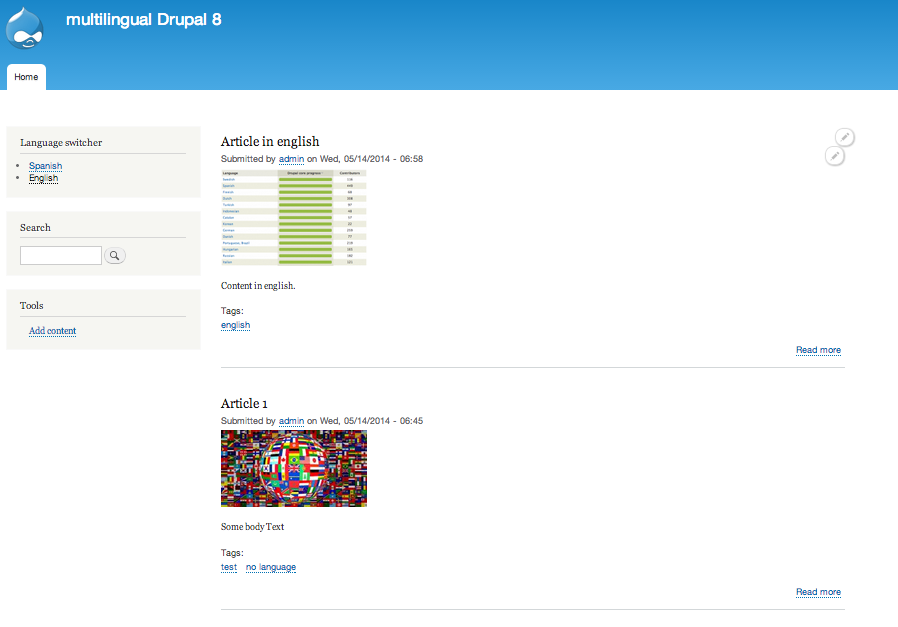 multilingual Drupal 8
Home
Language switcher
Spanish
English
Search
Tools
Add content
Article in english
Submitted by admin on Wed, 05/14/2014 - 06:58
Language Drupal core progress Contributors
Content in english.
Tags:
english
Read more
Article 1
Submitted by admin on Wed, 05/14/2014 - 06:45
Some body Text
Tags:
test no language
Read more